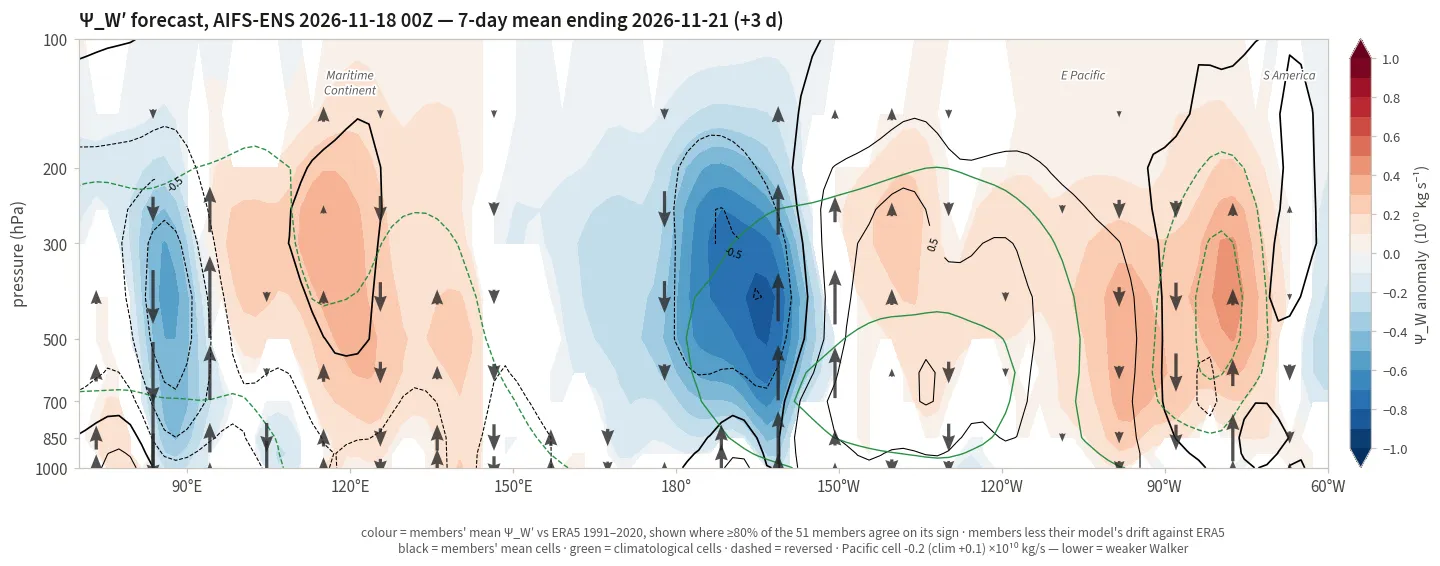 Ψ_W′ forecast, AIFS-ENS 2026-11-18 00Z — 7-day mean ending 2026-11-21 (+3 d)
100
200
300
400
500
700
850
1000
pressure (hPa)
Maritime
Continent
E Pacific
S America
-0.5
-0.5
0.5
90°E
120°E
150°E
180°
150°W
120°W
90°W
60°W
1.0
0.8
0.6
0.4
0.2
0.0
−0.2
−0.4
−0.6
−0.8
−1.0
Ψ_W anomaly (10¹⁰ kg s⁻¹)
colour = members' mean Ψ_W′ vs ERA5 1991–2020, shown where ≥80% of the 51 members agree on its sign · members less their model's drift against ERA5
black = members' mean cells · green = climatological cells · dashed = reversed · Pacific cell -0.2 (clim +0.1) ×10¹⁰ kg/s — lower = weaker Walker